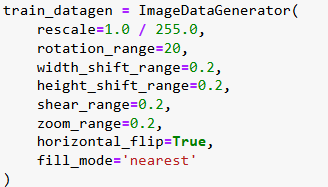 train_datagen = ImageDataGenerator(
    rescale=1.0 / 255.0,
    rotation_range=20,
    width_shift_range=0.2,
    height_shift_range=0.2,
    shear_range=0.2,
    zoom_range=0.2,
    horizontal_flip=True,
    fill_mode='nearest'
)